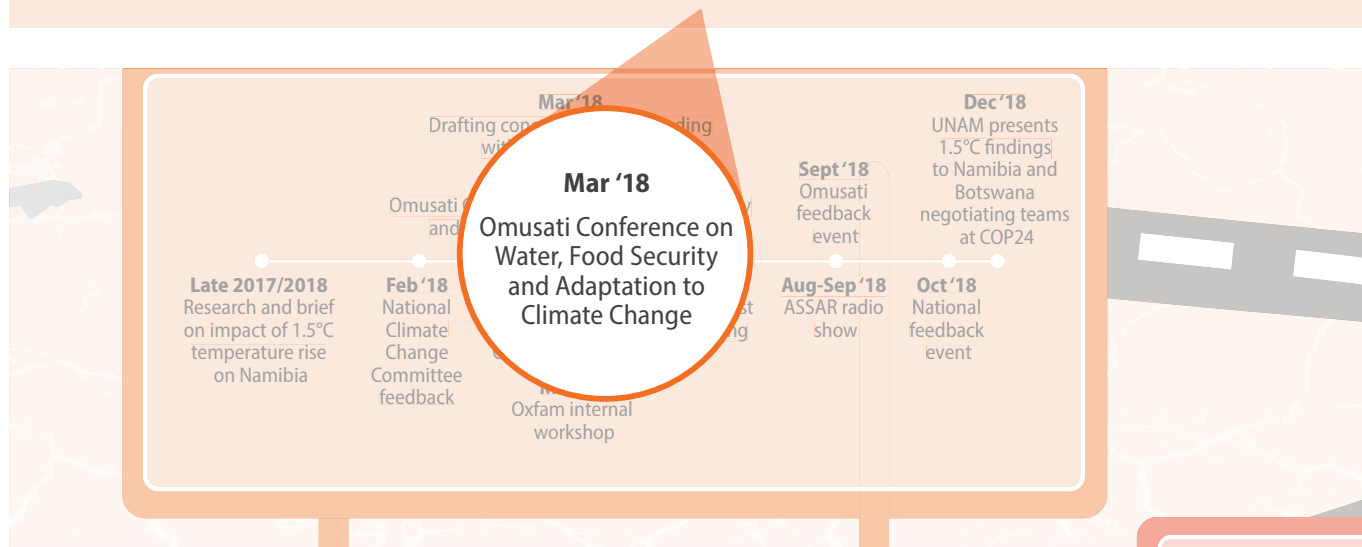 Mar ‘18
Drafting ding
Omusati
and
Mar ‘18
Omusati Conference on
Water, Food Security
and Adaptation to
Climate Change
Sept ‘18
Omusati
feedback
event
Dec ‘18
UNAM presents
1.5°C findings
to Namibia and
Botswana
negotiating teams
at COP24
Late 2017/2018
Research and brief
on impact of 1.5°C
temperature rise
on Namibia
Feb ‘18
National
Climate
Change
Committee
feedback
Oxfam internal
workshop
Aug-Sep ‘18
ASSAR radio
show
Oct ‘18
National
feedback
event